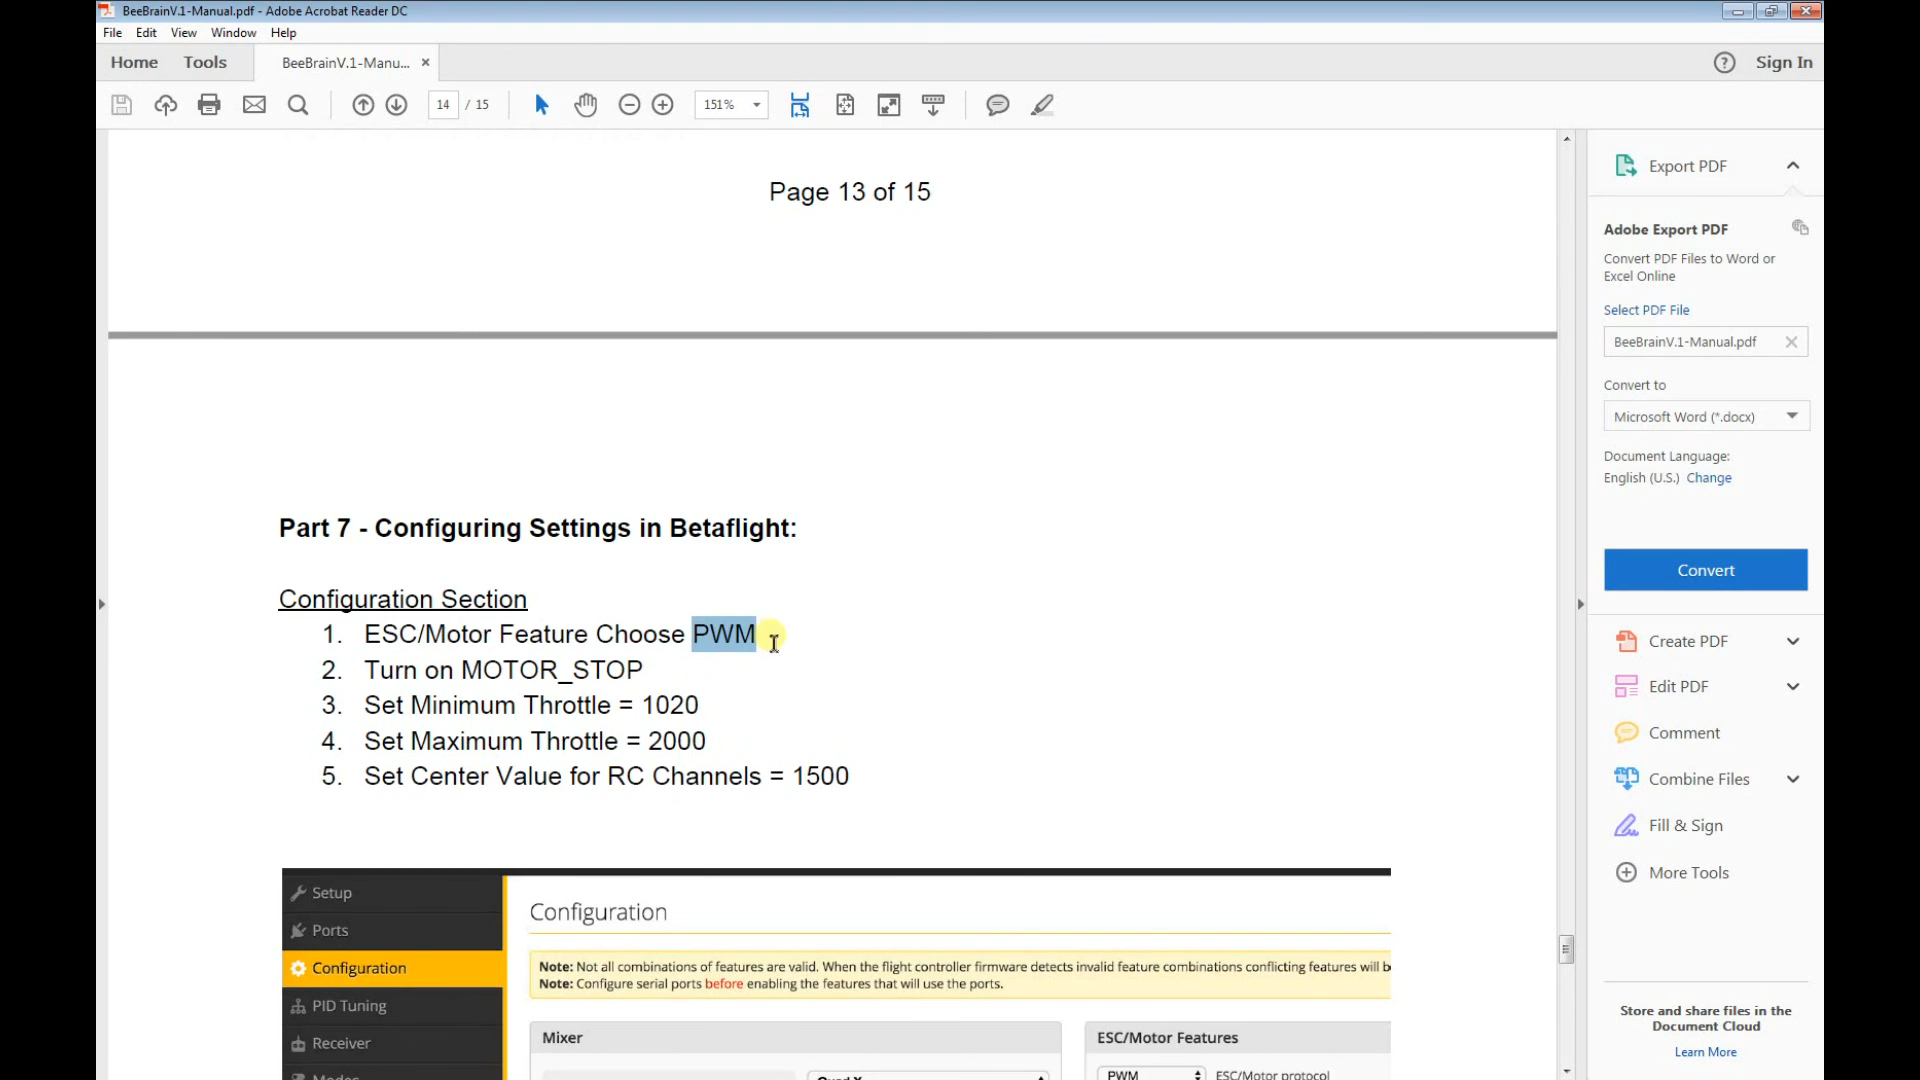 BeeBrainV.1-Manual.pdf - Adobe Acrobat Reader DC
File Edit View Window Help
Home Tools BeeBrainV.1-Manu... × Sign In
14 / 15 151%
Page 13 of 15
Part 7 - Configuring Settings in Betaflight:
Configuration Section
1. ESC/Motor Feature Choose PWM
2. Turn on MOTOR_STOP
3. Set Minimum Throttle = 1020
4. Set Maximum Throttle = 2000
5. Set Center Value for RC Channels = 1500
Setup
Ports
Configuration
PID Tuning
Receiver
Modes
Configuration
Note: Not all combinations of features are valid. When the flight controller firmware detects invalid feature combinations conflicting features will
Note: Configure serial ports before enabling the features that will use the ports.
Mixer
Quad X
ESC/Motor Features
PWM ESC/Motor protocol
Export PDF
Adobe Export PDF
Convert PDF Files to Word or
Excel Online
Select PDF File
BeeBrainV.1-Manual.pdf
Convert to
Microsoft Word (*.docx)
Document Language:
English (U.S.) Change
Convert
Create PDF
Edit PDF
Comment
Combine Files
Fill & Sign
More Tools
Store and share files in the
Document Cloud
Learn More